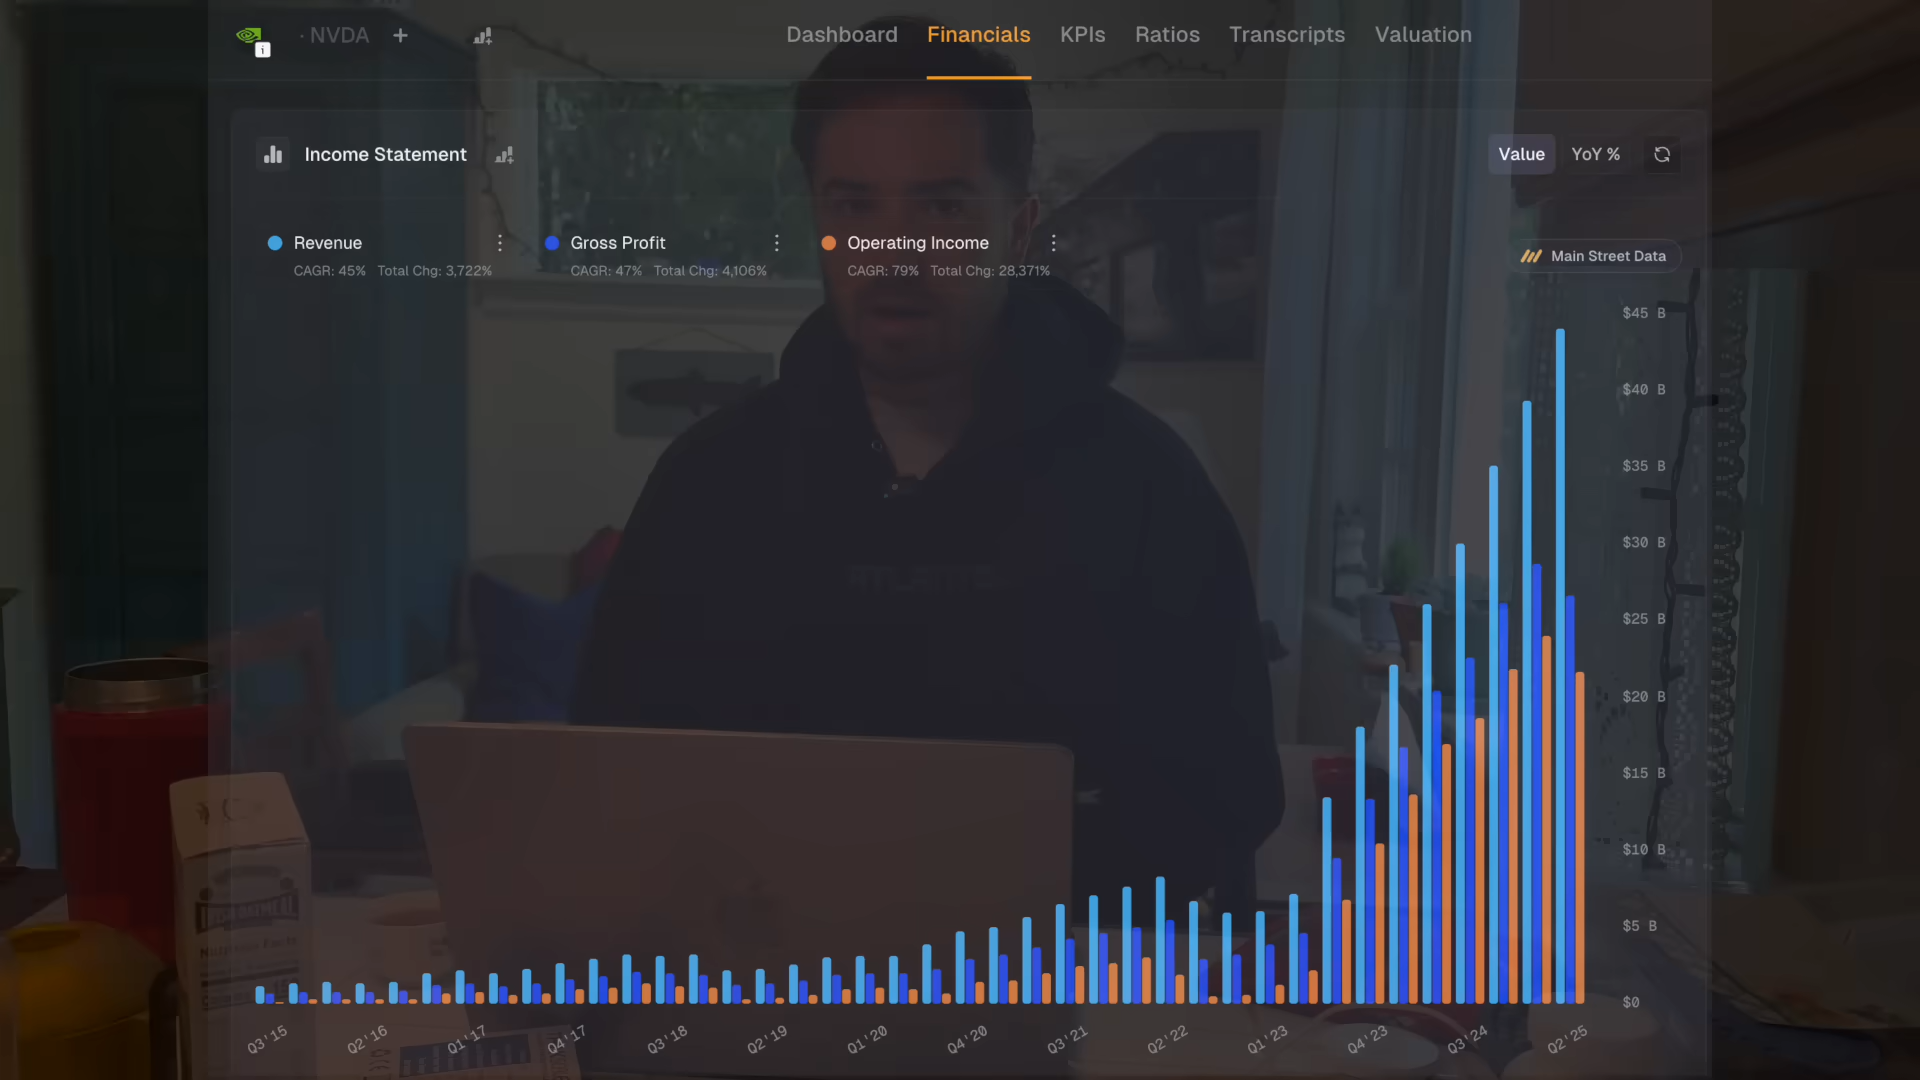 · NVDA +
Dashboard Financials KPIs Ratios Transcripts Valuation
Income Statement
Value YoY %
Revenue
CAGR: 45% Total Chg: 3,722%
Gross Profit
CAGR: 47% Total Chg: 4,106%
Operating Income
CAGR: 79% Total Chg: 28,371%
Main Street Data
$45 B
$40 B
$35 B
$30 B
$25 B
$20 B
$15 B
$10 B
$5 B
$0
Q3'15 Q2'16 Q1'17 Q4'17 Q3'18 Q2'19 Q1'20 Q4'20 Q3'21 Q2'22 Q1'23 Q4'23 Q3'24 Q2'25
Nutrition Facts